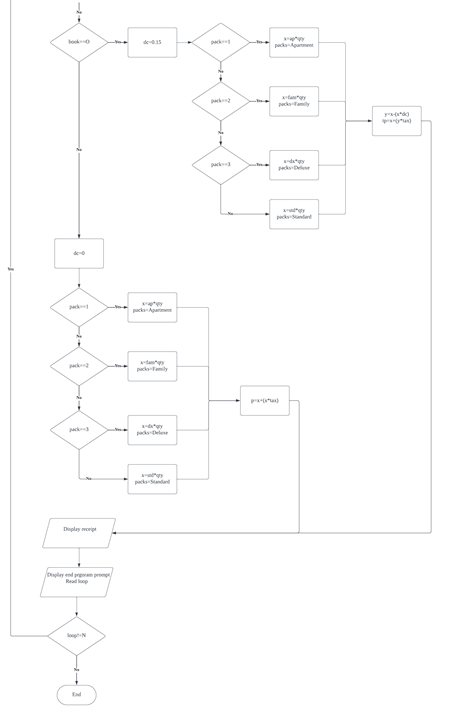 No
book==O
Yes
dc=0.15
pack==1
Yes
x=ap*qty
packs=Apartment
No
pack==2
Yes
x=fam*qty
packs=Family
y=x-(x*dc)
tp=x+(y*tax)
No
No
pack==3
Yes
x=dx*qty
packs=Deluxe
No
x=std*qty
packs=Standard
dc=0
Yes
pack==1
Yes
x=ap*qty
packs=Apartment
No
pack==2
Yes
x=fam*qty
packs=Family
No
p=x+(x*tax)
pack==3
Yes
x=dx*qty
packs=Deluxe
No
x=std*qty
packs=Standard
Display receipt
Display end prgoram prompt
Read loop
loop!=N
No
End